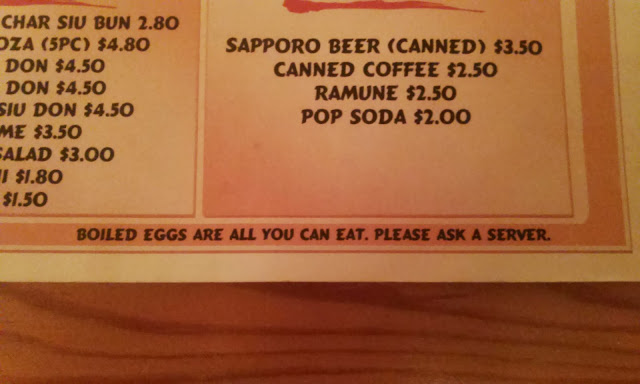 CHAR SIU BUN 2.80
OZA (5PC) $4.80
DON $4.50
DON $4.50
SIU DON $4.50
ME $3.50
SALAD $3.00
I $1.80
$1.50
SAPPORO BEER (CANNED) $3.50
CANNED COFFEE $2.50
RAMUNE $2.50
POP SODA $2.00
BOILED EGGS ARE ALL YOU CAN EAT. PLEASE ASK A SERVER.